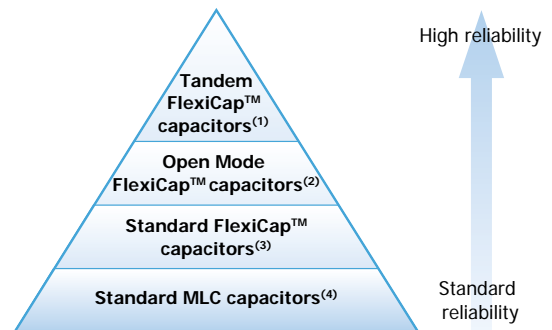 High reliability
Tandem
FlexiCap™
capacitors(1)
Open Mode
FlexiCap™ capacitors(2)
Standard FlexiCap™
capacitors(3)
Standard MLC capacitors(4)
Standard
reliability